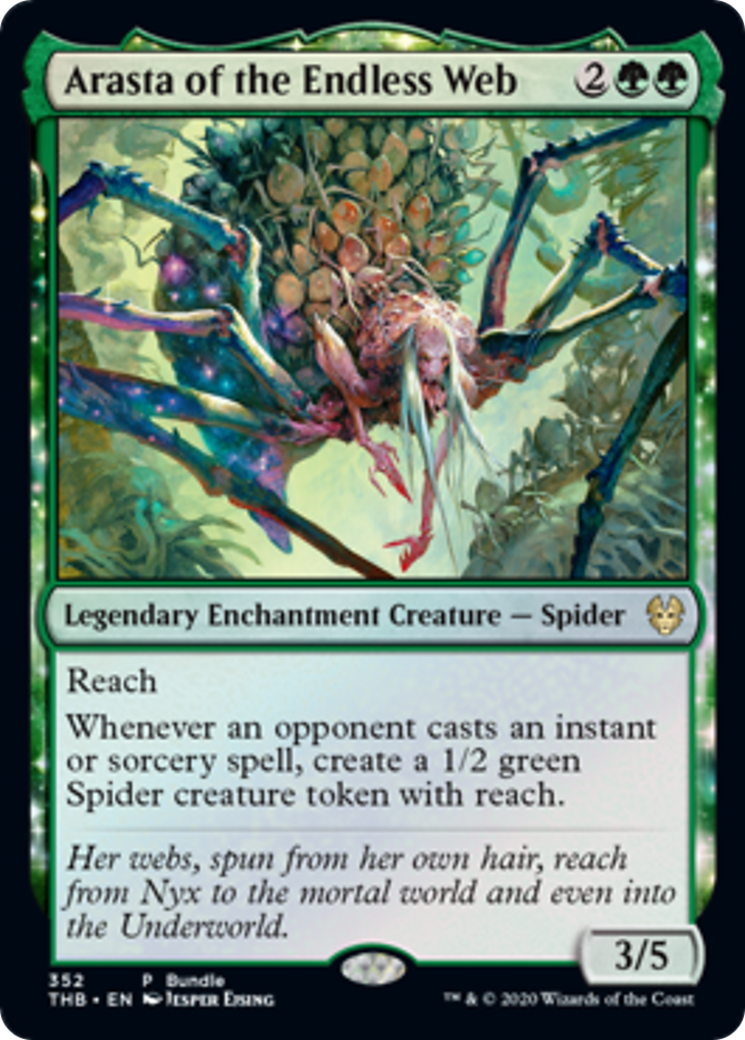 Arasta of the Endless Web 2
Legendary Enchantment Creature — Spider
Reach
Whenever an opponent casts an instant
or sorcery spell, create a 1/2 green
Spider creature token with reach.
Her webs, spun from her own hair, reach
from Nyx to the mortal world and even into
the Underworld.
3/5
352 P Bundle
THB • EN Jesper Ejsing
™ & © 2020 Wizards of the Coast